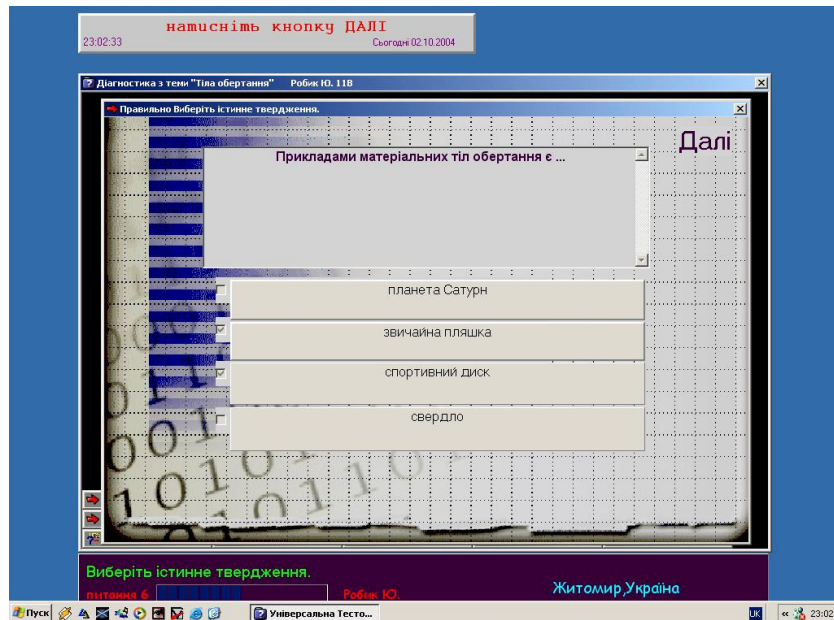 натисніть кнопку ДАЛІ
23:02:33 Сьогодні 02.10.2004
Діагностика з теми "Тіла обертання" Робик Ю. 11В
Правильно Виберіть істинне твердження.
Далі
Прикладами матеріальних тіл обертання є ...
планета Сатурн
звичайна пляшка
спортивний диск
свердло
Виберіть істинне твердження.
питання 6 Робик Ю. Житомир,Україна
Пуск Універсальна Тесто... UK « 23:02